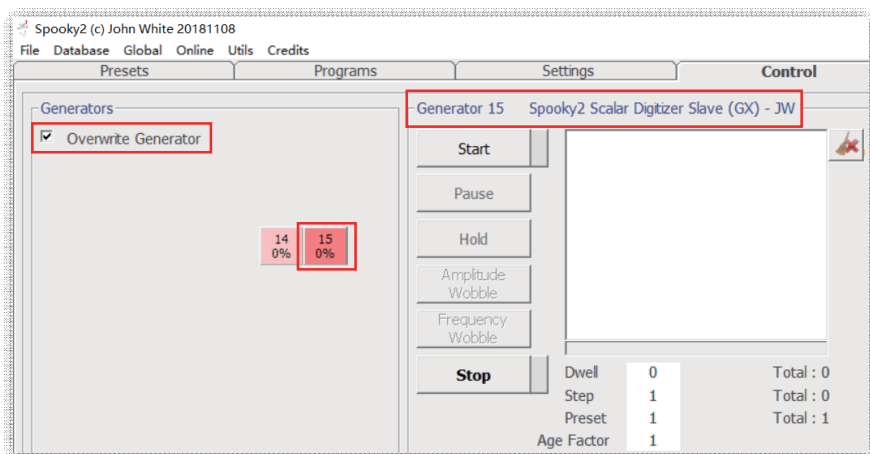 Spooky2 (c) John White 20181108
File Database Global Online Utils Credits
Presets Programs Settings Control
Generators
Overwrite Generator
14 15
0% 0%
Generator 15 Spooky2 Scalar Digitizer Slave (GX) - JW
Start
Pause
Hold
Amplitude
Wobble
Frequency
Wobble
Stop
Dwell 0 Total : 0
Step 1 Total : 0
Preset 1 Total : 1
Age Factor 1